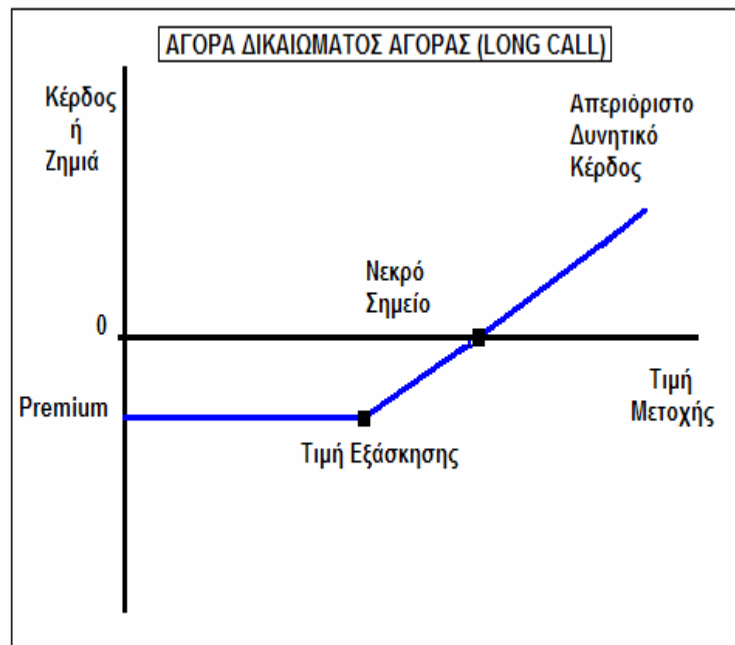 ΑΓΟΡΑ ΔΙΚΑΙΩΜΑΤΟΣ ΑΓΟΡΑΣ (LONG CALL)
Κέρδος
ή
Ζημιά
Απεριόριστο
Δυνητικό
Κέρδος
Νεκρό
Σημείο
0
Τιμή
Μετοχής
Premium
Τιμή Εξάσκησης